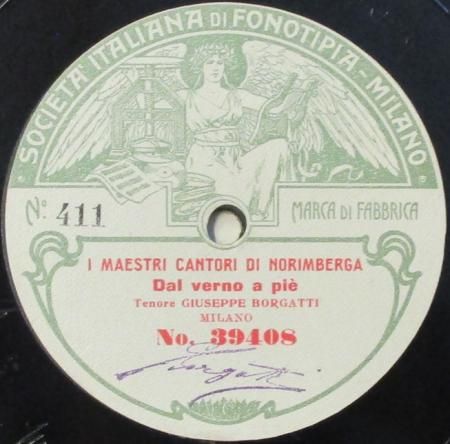 SOCIETÀ ITALIANA DI FONOTIPIA - MILANO
No. 411
MARCA DI FABBRICA
I MAESTRI CANTORI DI NORIMBERGA
Dal verno a piè
Tenore GIUSEPPE BORGATTI
MILANO
No. 39408